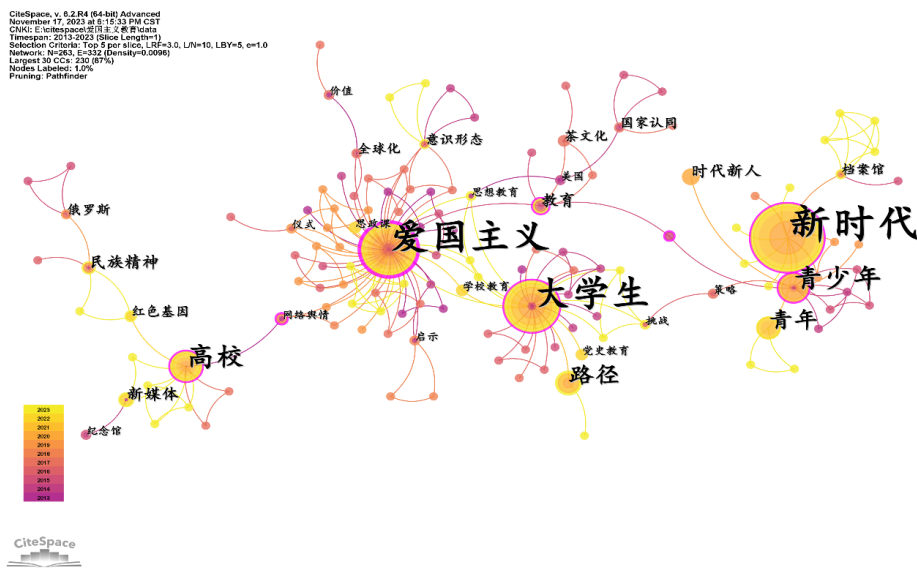 CiteSpace, v. 6.2.R4 (64-bit) Advanced
November 17, 2023 at 8:15:33 PM CST
CNKI: E:\citespace\爱国主义教育\data
Timespan: 2013-2023 (Slice Length=1)
Selection Criteria: Top 5 per slice, LRF=3.0, L/N=10, LBY=5, e=1.0
Network: N=263, E=332 (Density=0.0096)
Largest 30 CCs: 230 (87%)
Nodes Labeled: 1.0%
Pruning: Pathfinder
价值
全球化
意识形态
茶文化
国家认同
美国
教育
思想教育
时代新人
档案馆
俄罗斯
仪式
思政课
爱国主义
新时代
民族精神
学校教育
大学生
青少年
策略
红色基因
网络舆情
挑战
青年
启示
高校
党史教育
路径
新媒体
纪念馆
2023
2022
2021
2020
2019
2018
2017
2016
2015
2014
2013
CiteSpace